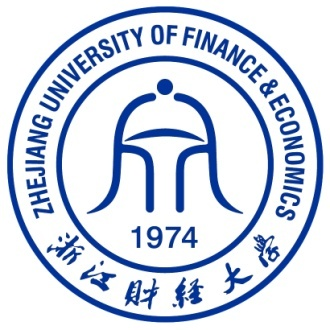 ZHEJIANG UNIVERSITY OF FINANCE & ECONOMICS
1974
浙江财经大学